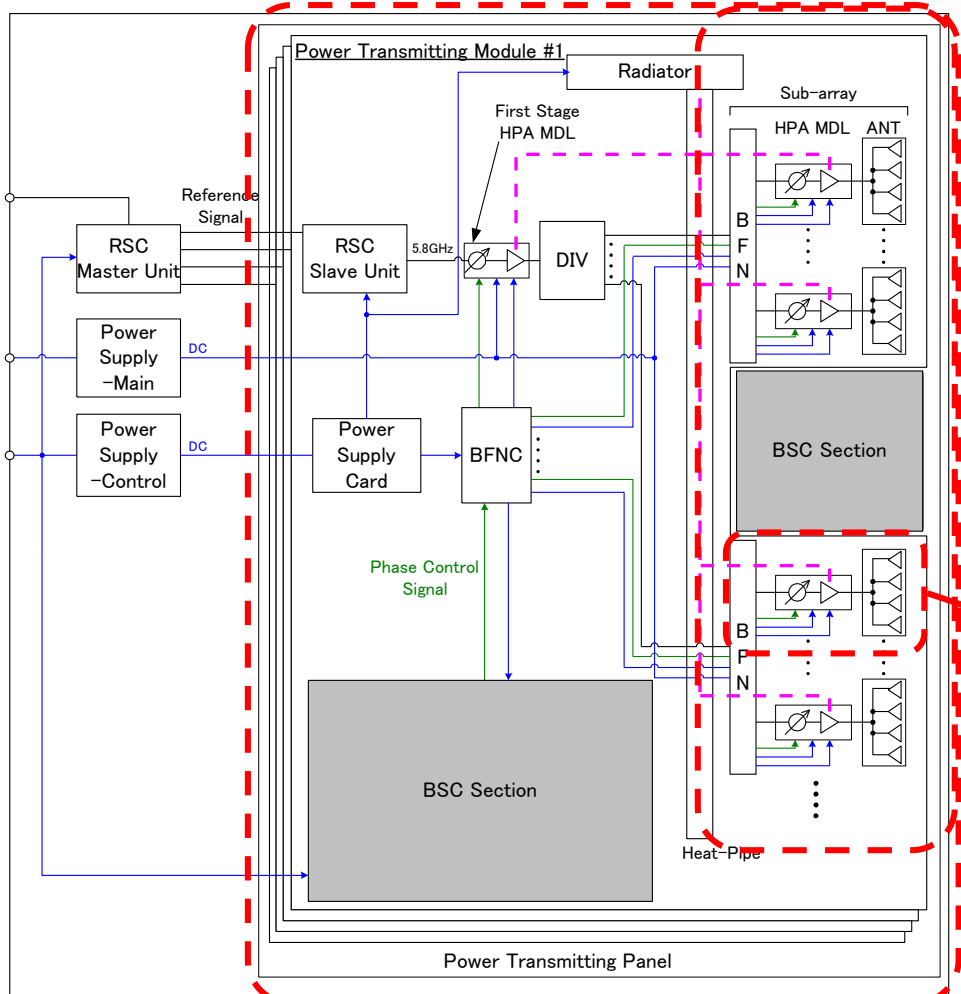 Power Transmitting Module #1
Radiator
Sub-array
First Stage
HPA MDL
HPA MDL
ANT
Reference
Signal
RSC
Master Unit
RSC
Slave Unit
5.8GHz
DIV
B
F
N
Power
Supply
-Main
DC
Power
Supply
-Control
DC
Power
Supply
Card
BFNC
BSC Section
Phase Control
Signal
B
F
N
BSC Section
Heat-Pipe
Power Transmitting Panel